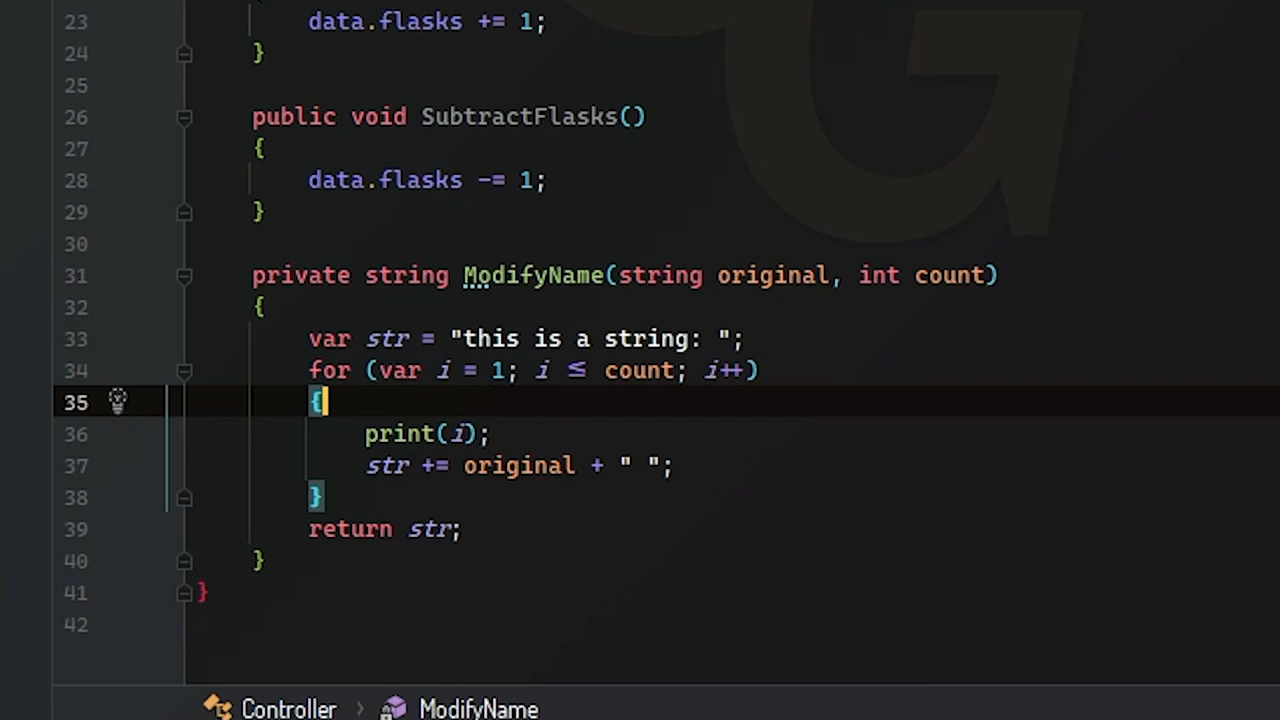 23 data.flasks += 1;
24 }
25
26 public void SubtractFlasks()
27 {
28 data.flasks -= 1;
29 }
30
31 private string ModifyName(string original, int count)
32 {
33 var str = "this is a string: ";
34 for (var i = 1; i ≤ count; i++)
35 {
36 print(i);
37 str += original + " ";
38 }
39 return str;
40 }
41 }
42
Controller › ModifyName